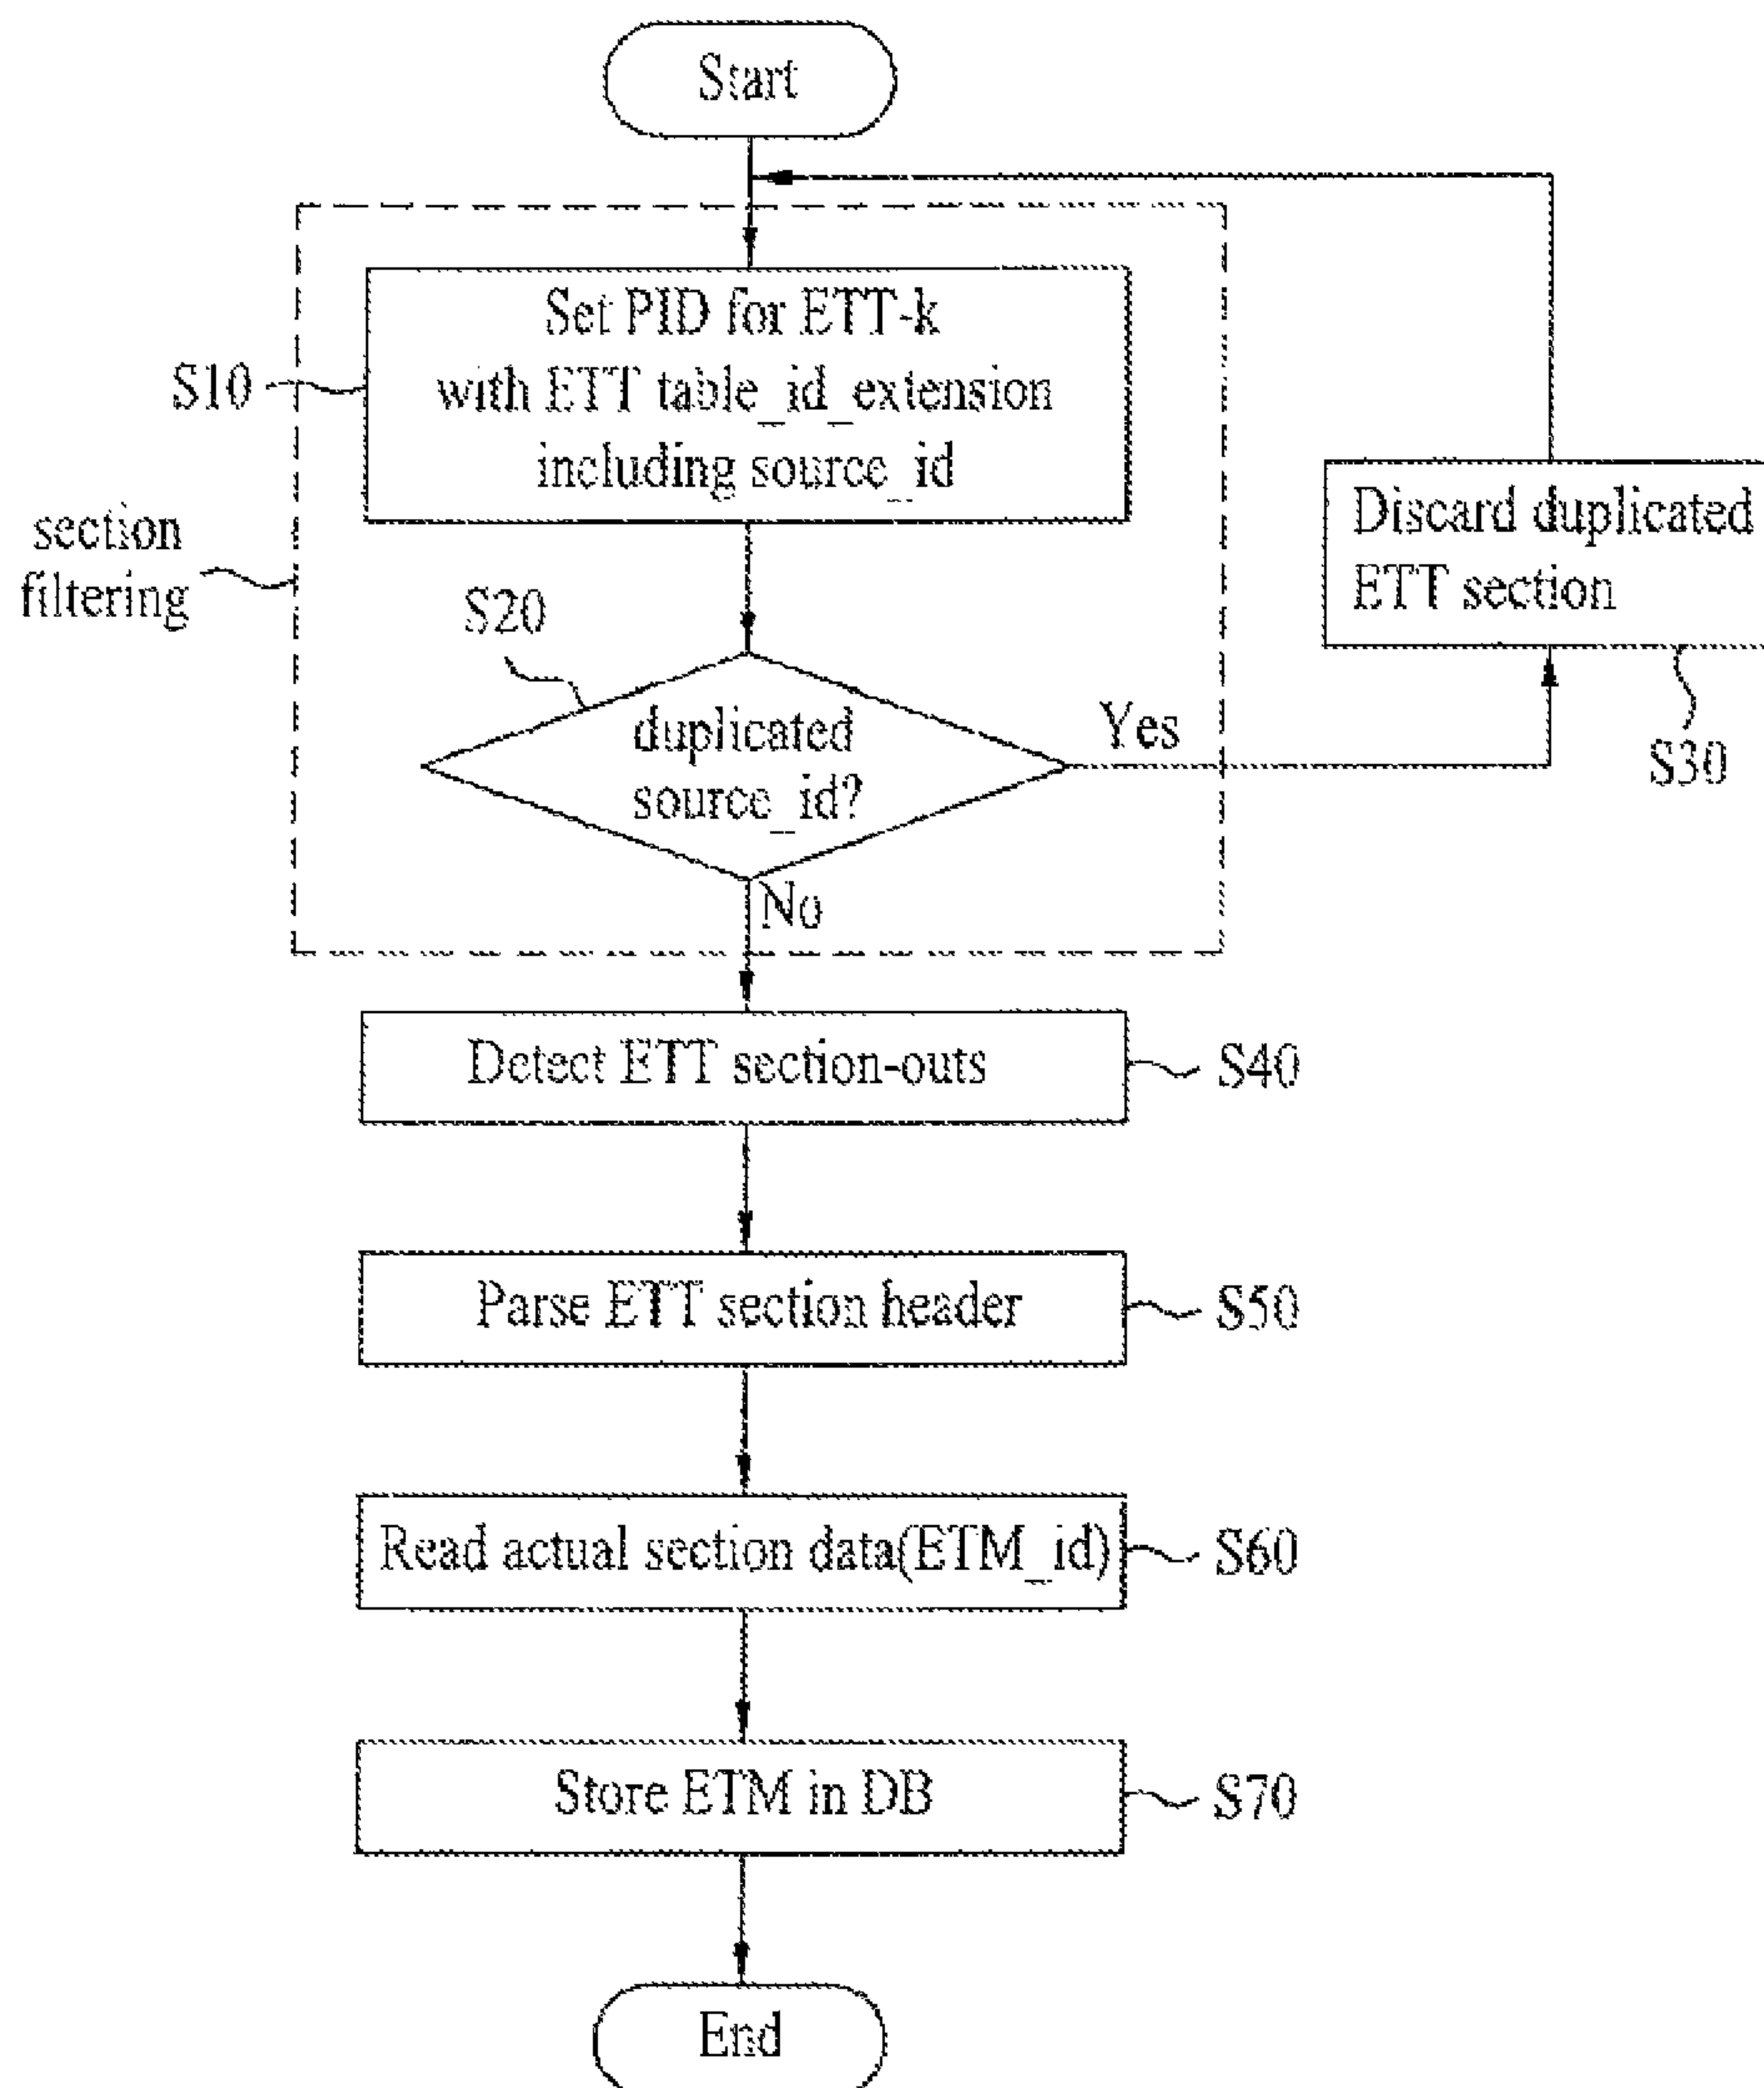 Start
Set PID for ETT-k
with ETT table_id_extension
including source_id
S10
section
filtering
Discard duplicated
ETT section
S30
S20
duplicated
source_id?
Yes
No
Detect ETT section-outs
S40
Parse ETT section header
S50
Read actual section data(ETM_id)
S60
Store ETM in DB
S70
End